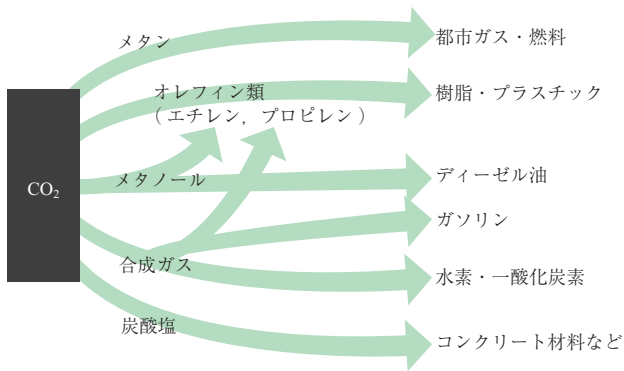 メタン
都市ガス・燃料
オレフィン類
（エチレン，プロピレン）
樹脂・プラスチック
CO₂
メタノール
ディーゼル油
ガソリン
合成ガス
水素・一酸化炭素
炭酸塩
コンクリート材料など